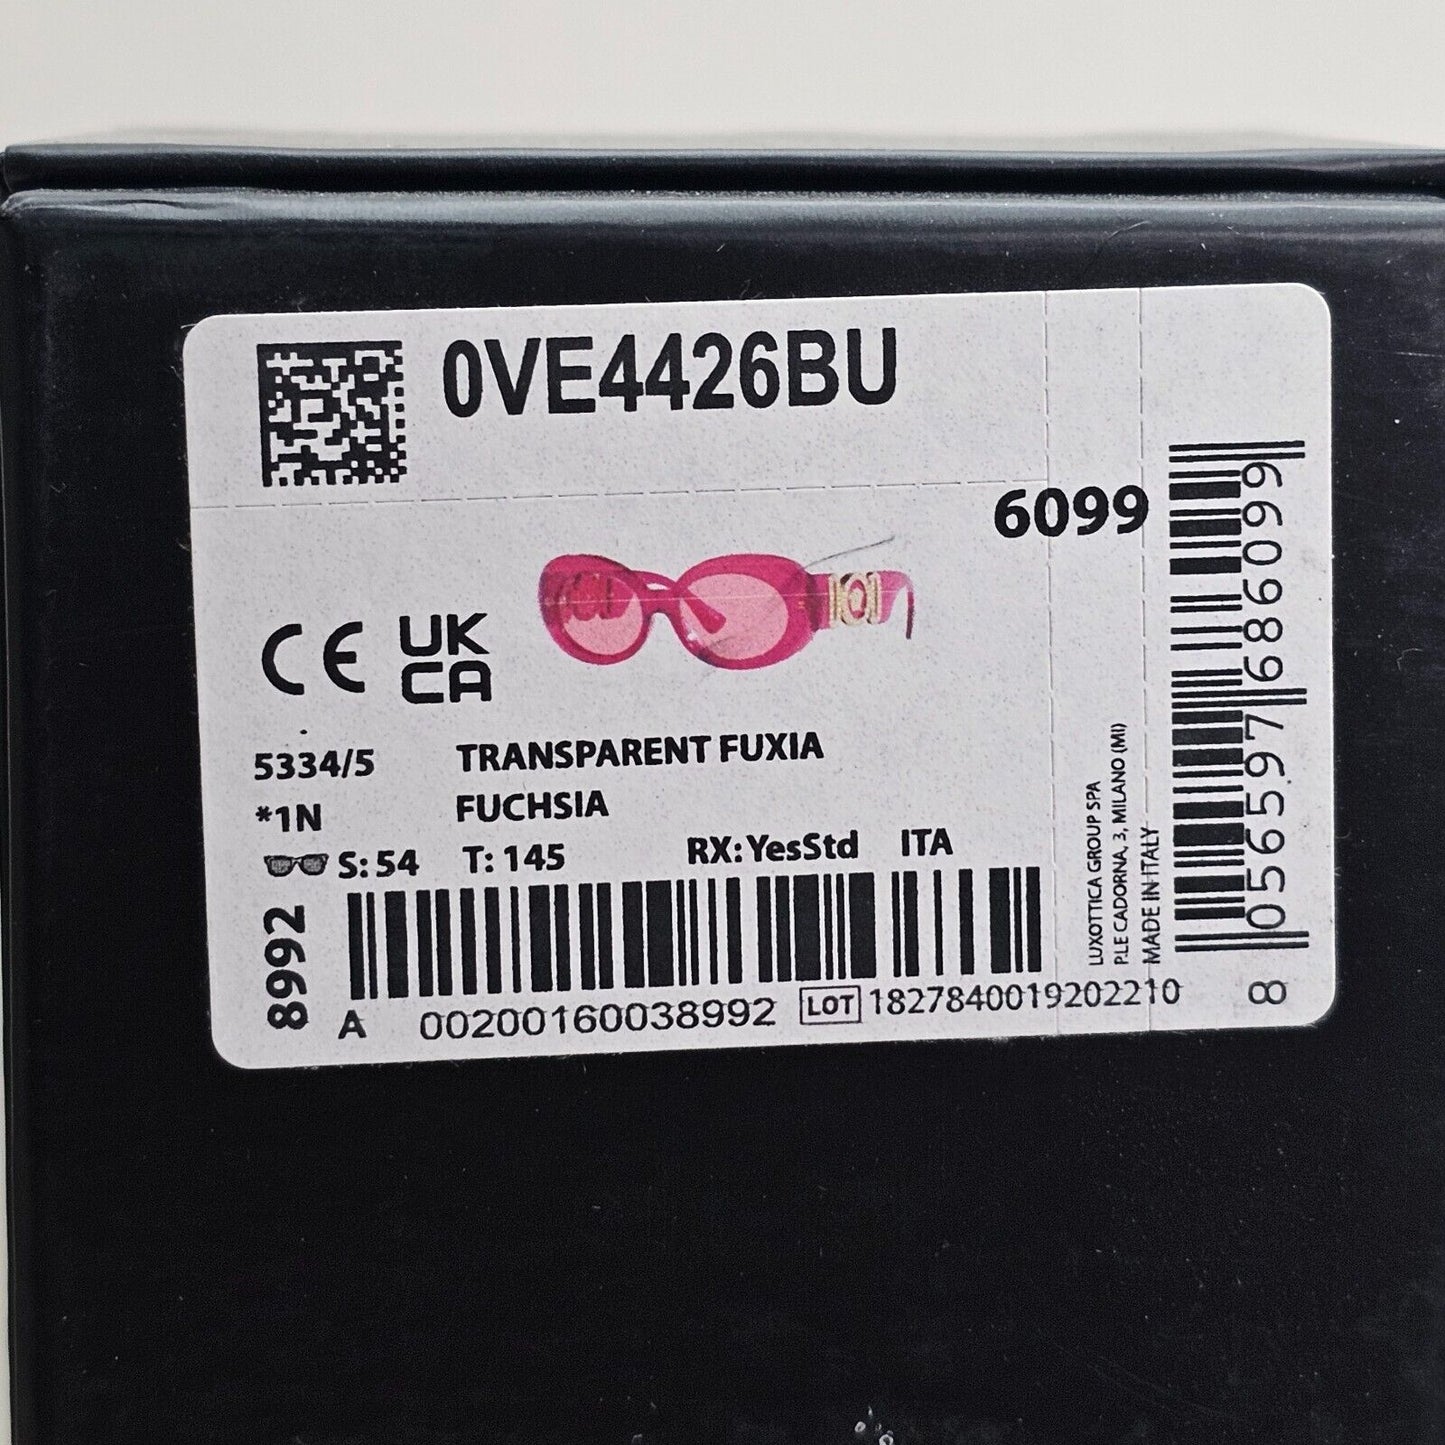 0VE4426BU
6099
CE UK
CA
5334/5 TRANSPARENT FUXIA
*1N FUCHSIA
S: 54 T: 145 RX: YesStd ITA
8992
A 00200160038992 LOT 1827840019202210
LUXOTTICA GROUP SPA
P.LE CADORNA, 3, MILANO (MI)
MADE IN ITALY
8 056597 686099